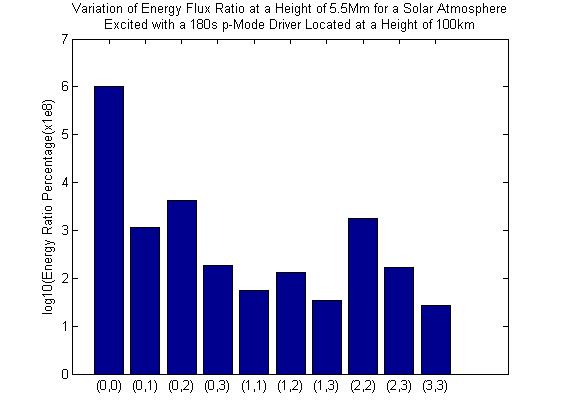 Variation of Energy Flux Ratio at a Height of 5.5Mm for a Solar Atmosphere
Excited with a 180s p-Mode Driver Located at a Height of 100km
log10(Energy Ratio Percentage(x1e8)
7
6
5
4
3
2
1
0
(0,0) (0,1) (0,2) (0,3) (1,1) (1,2) (1,3) (2,2) (2,3) (3,3)